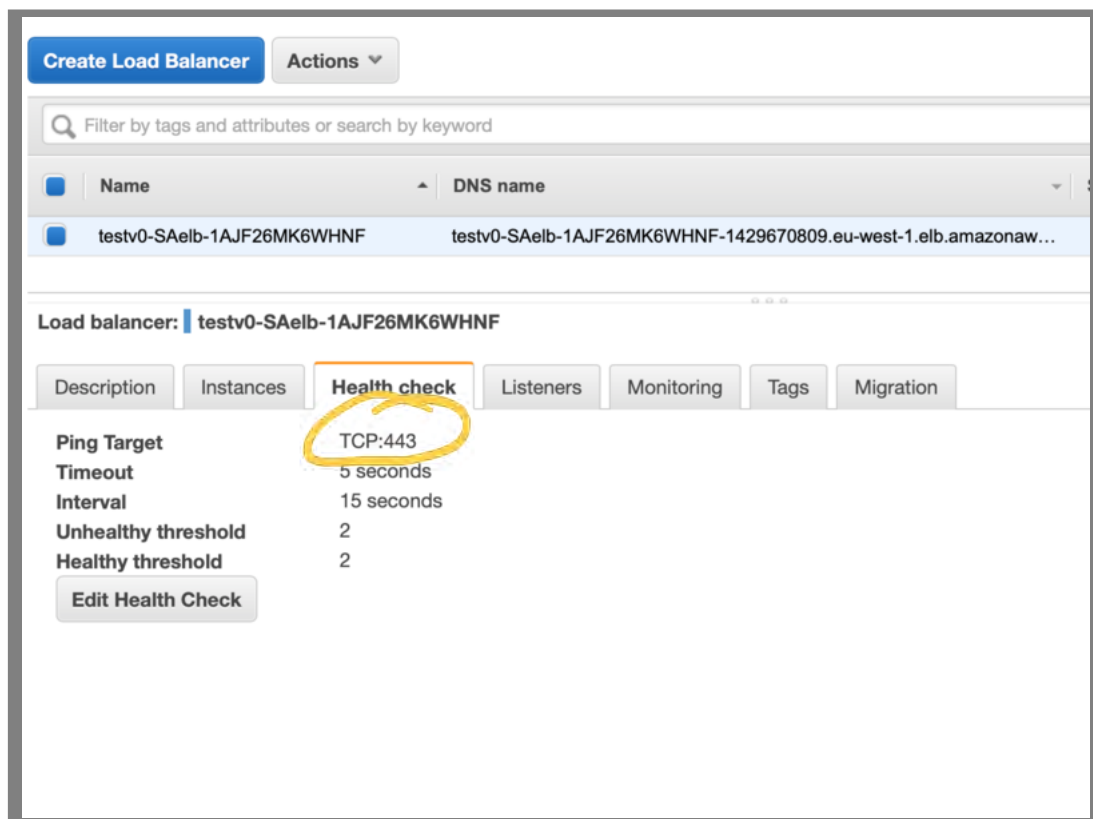 Create Load Balancer Actions
Filter by tags and attributes or search by keyword
Name DNS name
testv0-SAelb-1AJF26MK6WHNF testv0-SAelb-1AJF26MK6WHNF-1429670809.eu-west-1.elb.amazonaw...
Load balancer: testv0-SAelb-1AJF26MK6WHNF
Description Instances Health check Listeners Monitoring Tags Migration
Ping Target TCP:443
Timeout 5 seconds
Interval 15 seconds
Unhealthy threshold 2
Healthy threshold 2
Edit Health Check